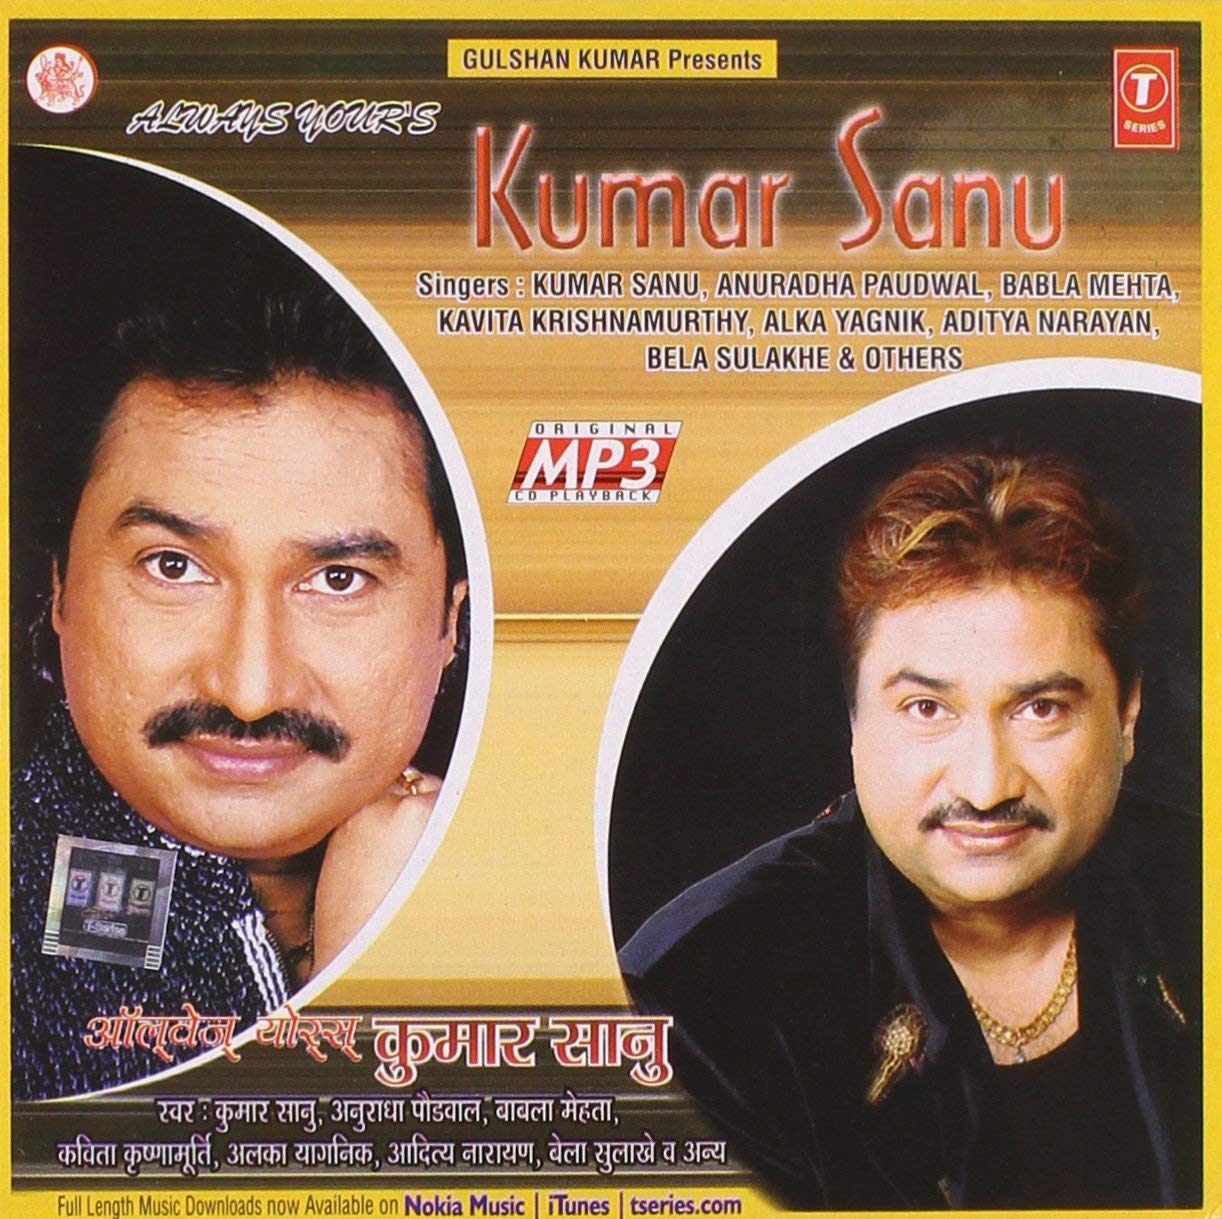 GULSHAN KUMAR Presents
ALWAYS YOUR'S
T
SERIES
Kumar Sanu
Singers : KUMAR SANU, ANURADHA PAUDWAL, BABLA MEHTA,
KAVITA KRISHNAMURTHY, ALKA YAGNIK, ADITYA NARAYAN,
BELA SULAKHE & OTHERS
ORIGINAL
MP3
CD PLAYBACK
T T T
T-Series
ऑल्वेज् योर्स् कुमार सानु
स्वर : कुमार सानु, अनुराधा पौडवाल, बाबला मेहता,
कविता कृष्णामूर्ति, अलका यागनिक, आदित्य नारायण, बेला सुलाखे व अन्य
Full Length Music Downloads now Available on Nokia Music | iTunes | tseries.com